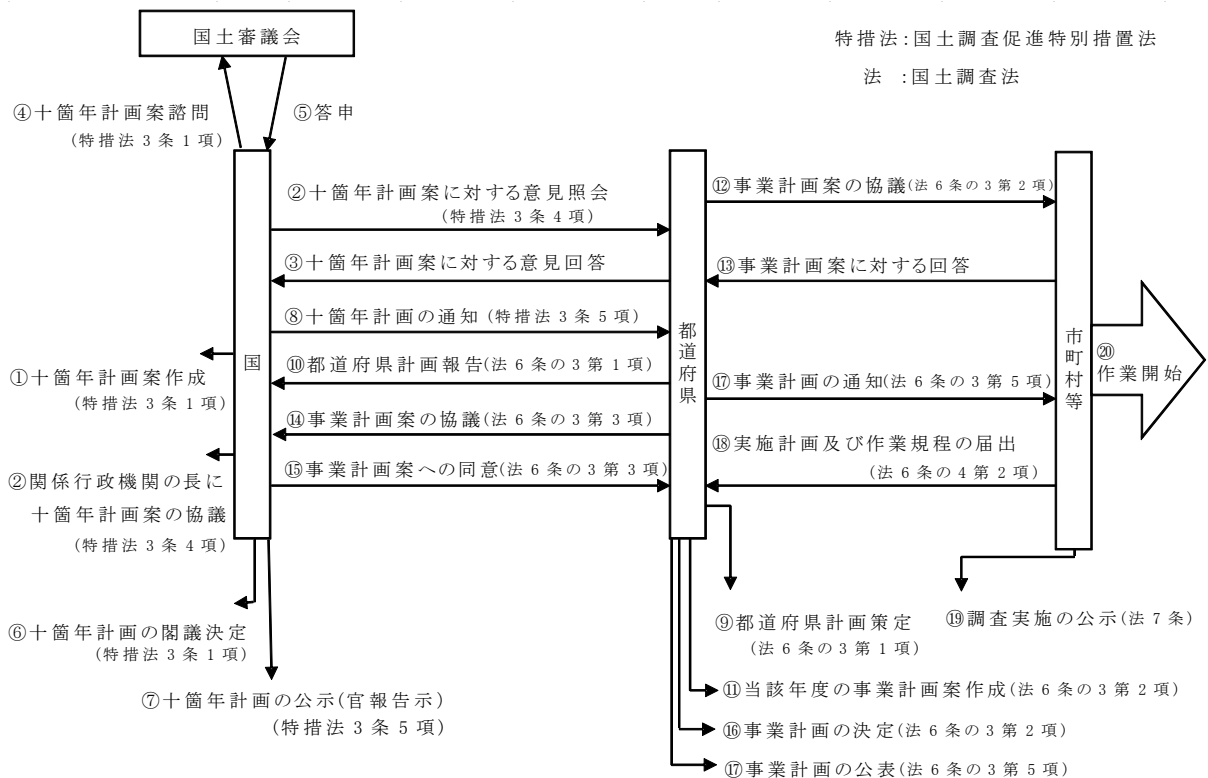 国土審議会
特措法:国土調査促進特別措置法
法 :国土調査法
④十箇年計画案諮問
(特措法3条1項)
⑤答申
②十箇年計画案に対する意見照会
(特措法3条4項)
⑫事業計画案の協議(法6条の3第2項)
③十箇年計画案に対する意見回答
⑬事業計画案に対する回答
⑧十箇年計画の通知(特措法3条5項)
国
都道府県
市町村等
⑳
作業開始
①十箇年計画案作成
(特措法3条1項)
⑩都道府県計画報告(法6条の3第1項)
⑰事業計画の通知(法6条の3第5項)
⑭事業計画案の協議(法6条の3第3項)
⑱実施計画及び作業規程の届出
(法6条の4第2項)
⑮事業計画案への同意(法6条の3第3項)
②関係行政機関の長に
十箇年計画案の協議
(特措法3条4項)
⑥十箇年計画の閣議決定
(特措法3条1項)
⑨都道府県計画策定
(法6条の3第1項)
⑲調査実施の公示(法7条)
⑦十箇年計画の公示(官報告示)
(特措法3条5項)
⑪当該年度の事業計画案作成(法6条の3第2項)
⑯事業計画の決定(法6条の3第2項)
⑰事業計画の公表(法6条の3第5項)